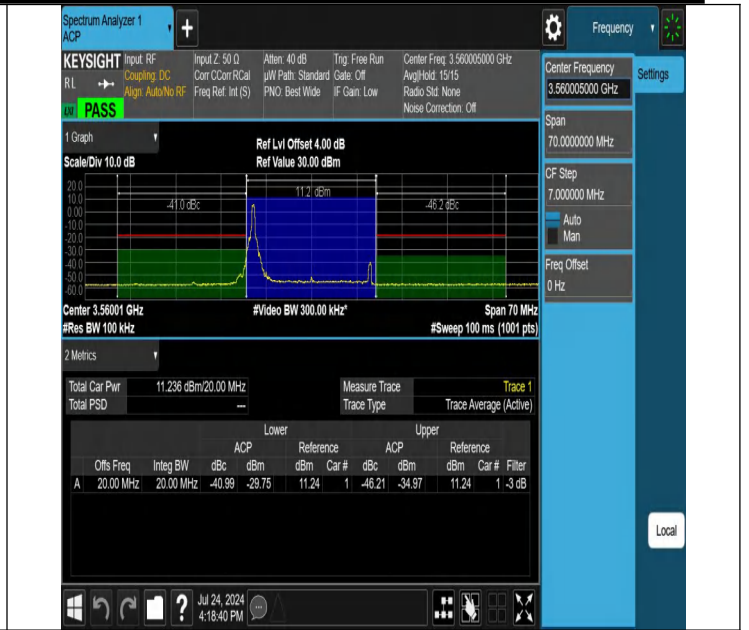 Spectrum Analyzer 1
ACP
+
Frequency
KEYSIGHT
RL
PASS
Input: RF
Coupling: DC
Align: Auto/No RF
Input Z: 50 Ω
Corr CCorr RCal
Freq Ref: Int (S)
Atten: 40 dB
µW Path: Standard
PNO: Best Wide
Trig: Free Run
Gate: Off
IF Gain: Low
Center Freq: 3.560005000 GHz
Avg|Hold: 15/15
Radio Std: None
Noise Correction: Off
Center Frequency
3.560005000 GHz
Settings
Span
70.0000000 MHz
CF Step
7.000000 MHz
Auto
Man
Freq Offset
0 Hz
1 Graph
Scale/Div 10.0 dB
Ref Lvl Offset 4.00 dB
Ref Value 30.00 dBm
20.0
10.0
0.00
-10.0
-20.0
-30.0
-40.0
-50.0
-60.0
-41.0 dBc
11.2 dBm
-46.2 dBc
Center 3.56001 GHz #Video BW 300.00 kHz* Span 70 MHz
#Res BW 100 kHz #Sweep 100 ms (1001 pts)
2 Metrics
Total Car Pwr 11.236 dBm/20.00 MHz Measure Trace Trace 1
Total PSD --- Trace Type Trace Average (Active)
Lower Upper
ACP Reference ACP Reference
Offs Freq Integ BW dBc dBm dBm Car # dBc dBm dBm Car # Filter
A 20.00 MHz 20.00 MHz -40.99 -29.75 11.24 1 -46.21 -34.97 11.24 1 -3 dB
Local
?
Jul 24, 2024
4:18:40 PM